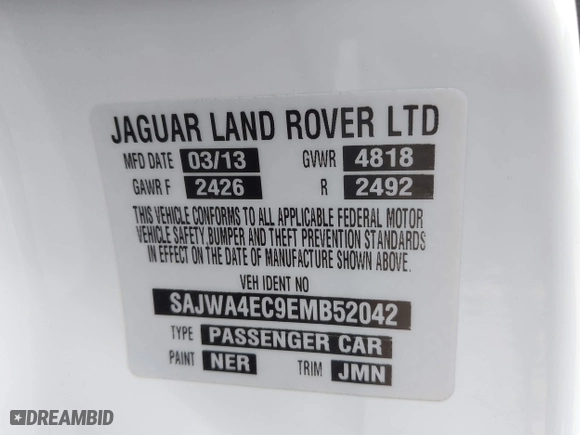 JAGUAR LAND ROVER LTD
MFD DATE 03/13 GVWR 4818
GAWR F 2426 R 2492
THIS VEHICLE CONFORMS TO ALL APPLICABLE FEDERAL MOTOR
VEHICLE SAFETY,BUMPER AND THEFT PREVENTION STANDARDS
IN EFFECT ON THE DATE OF MANUFACTURE SHOWN ABOVE.
VEH IDENT NO
SAJWA4EC9EMB52042
TYPE PASSENGER CAR
PAINT NER TRIM JMN
DREAMBID